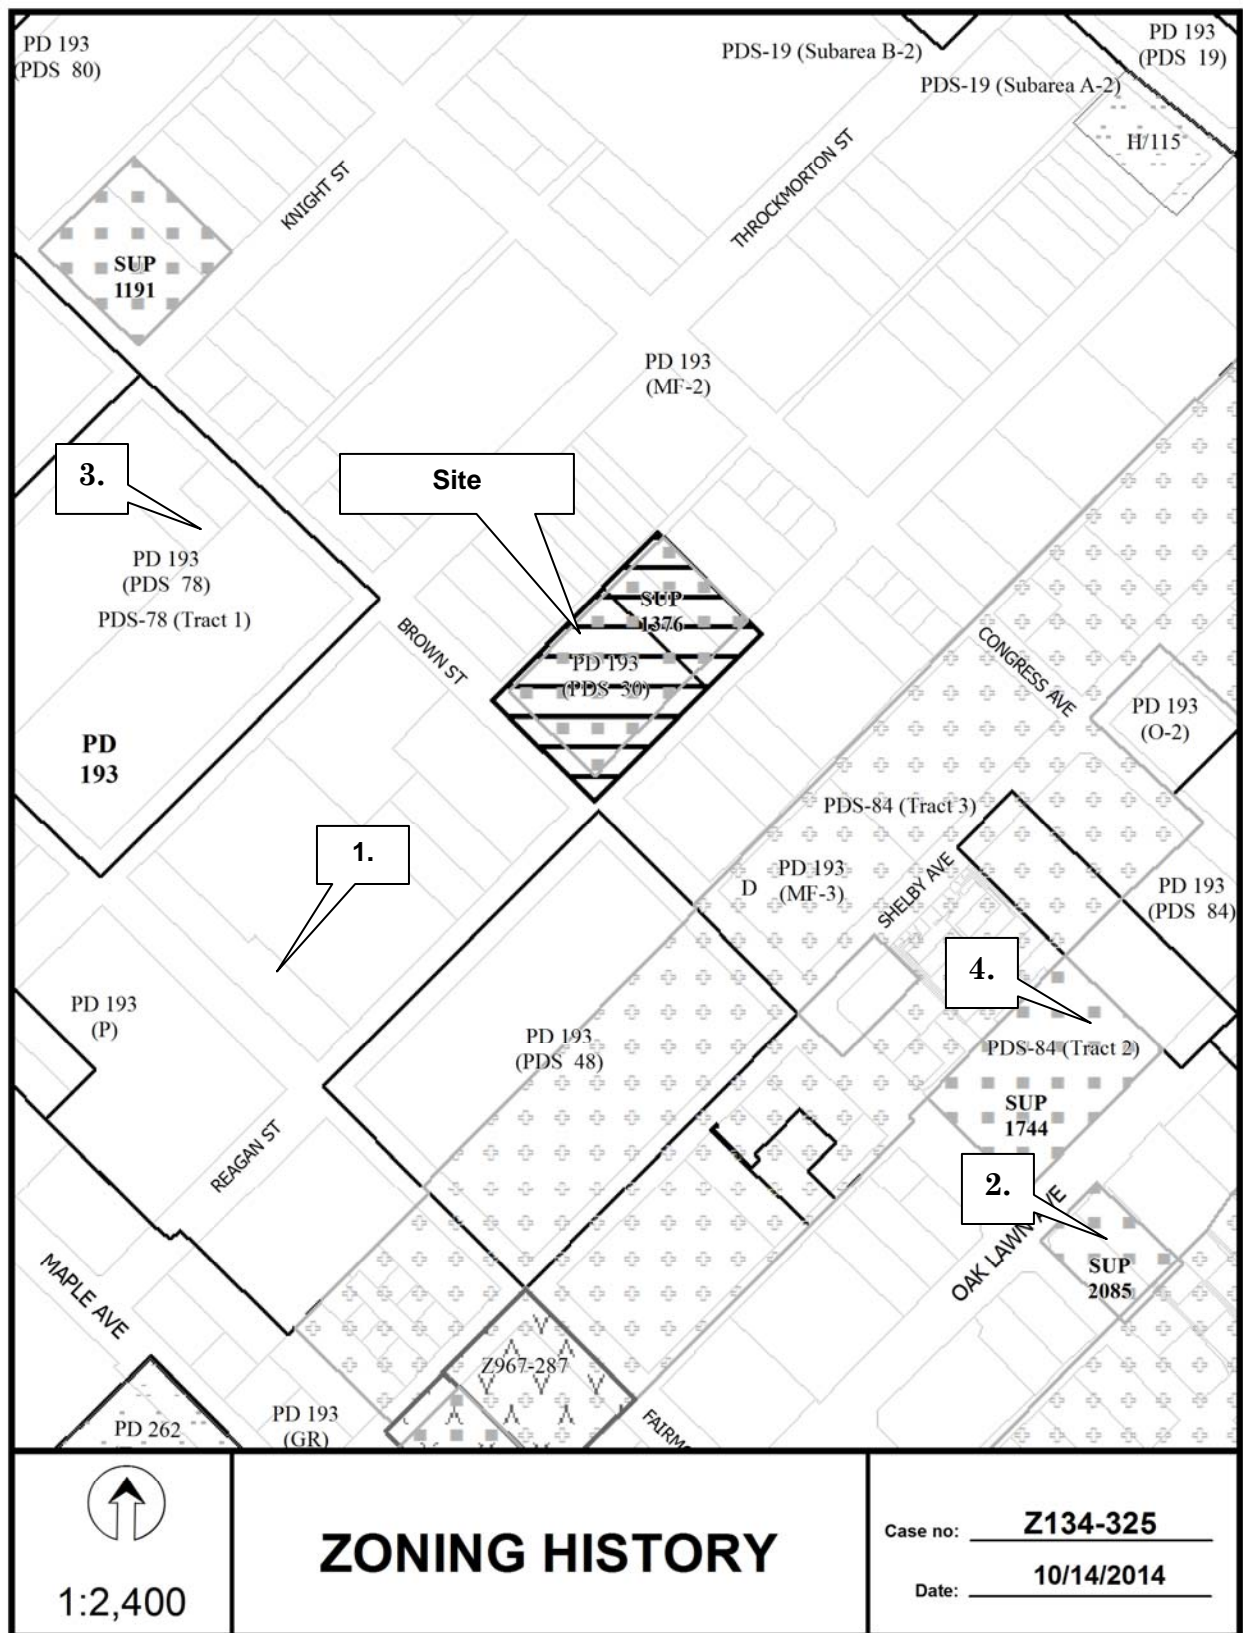 PD 193
(PDS 80)
PDS-19 (Subarea B-2)
PD 193
(PDS 19)
PDS-19 (Subarea A-2)
H/115
KNIGHT ST
THROCKMORTON ST
SUP
1191
PD 193
(MF-2)
3.
Site
PD 193
(PDS 78)
PDS-78 (Tract 1)
BROWN ST
SUP
1376
PD 193
(PDS 30)
CONGRESS AVE
PD 193
(O-2)
PD
193
PDS-84 (Tract 3)
1.
D
PD 193
(MF-3)
SHELBY AVE
PD 193
(PDS 84)
4.
PD 193
(P)
PD 193
(PDS 48)
PDS-84 (Tract 2)
SUP
1744
REAGAN ST
2.
OAK LAWN AVE
SUP
2085
MAPLE AVE
Z967-287
PD 262
PD 193
(GR)
FAIRM
1:2,400
ZONING HISTORY
Case no: Z134-325
Date: 10/14/2014